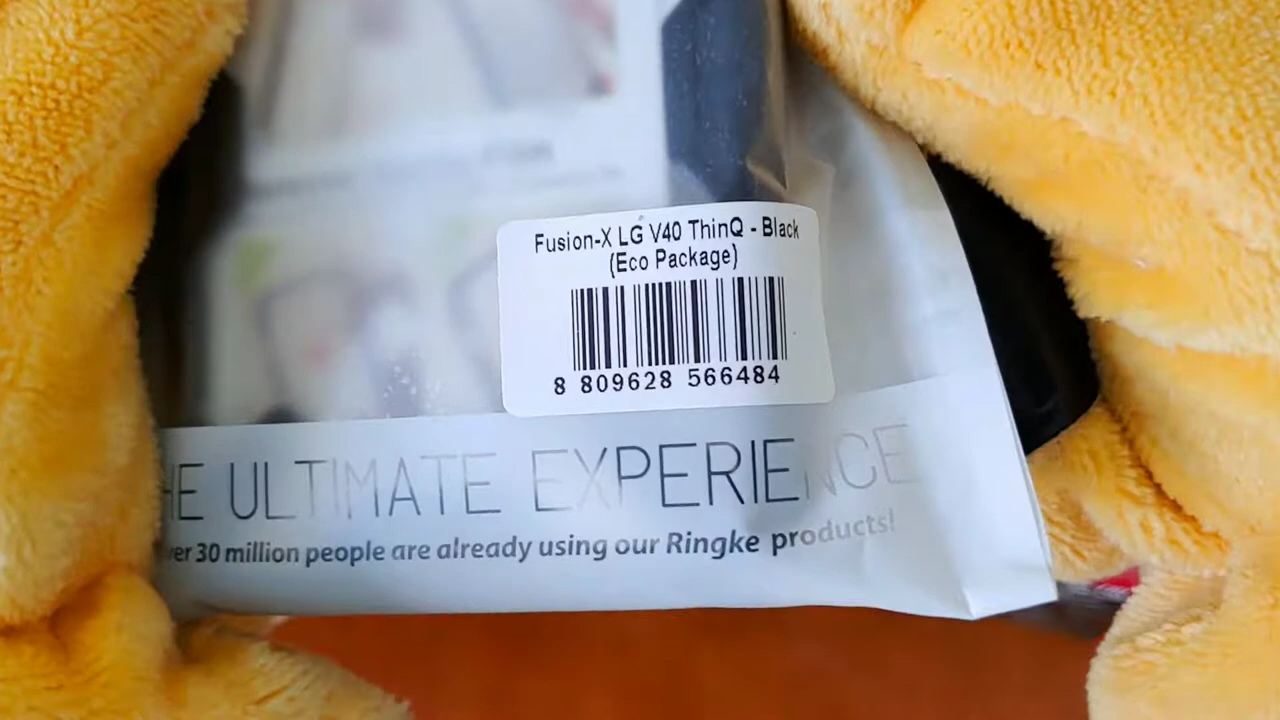 Fusion-X LG V40 ThinQ - Black
(Eco Package)
8 809628 566484
HE ULTIMATE EXPERIENCE
ver 30 million people are already using our Ringke products!